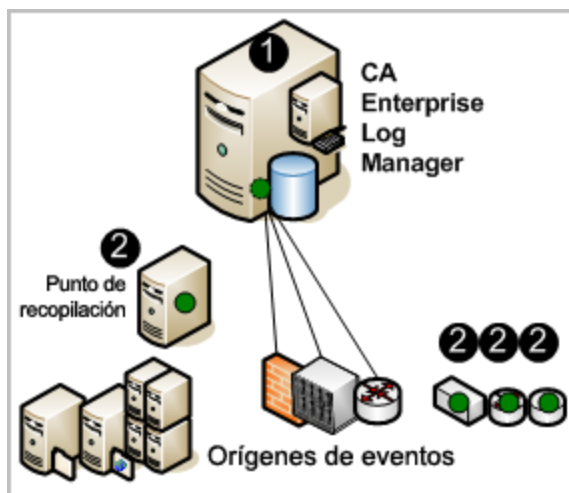 1
CA
Enterprise
Log
Manager
2
Punto de
recopilación
2 2 2
Orígenes de eventos